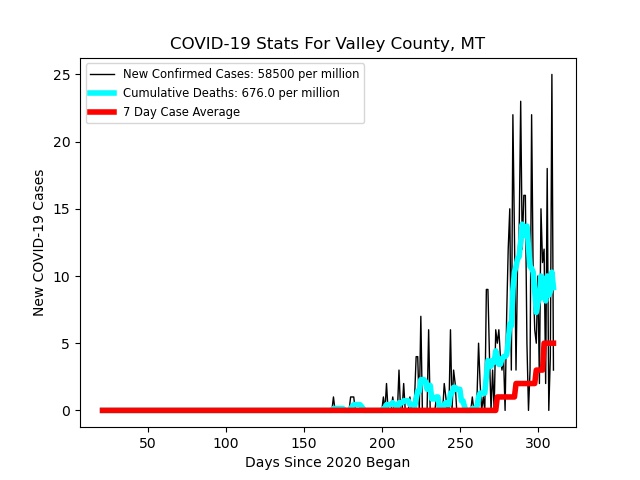 COVID-19 Stats For Valley County, MT
New Confirmed Cases: 58500 per million
Cumulative Deaths: 676.0 per million
7 Day Case Average
25
20
15
10
5
0
New COVID-19 Cases
50 100 150 200 250 300
Days Since 2020 Began